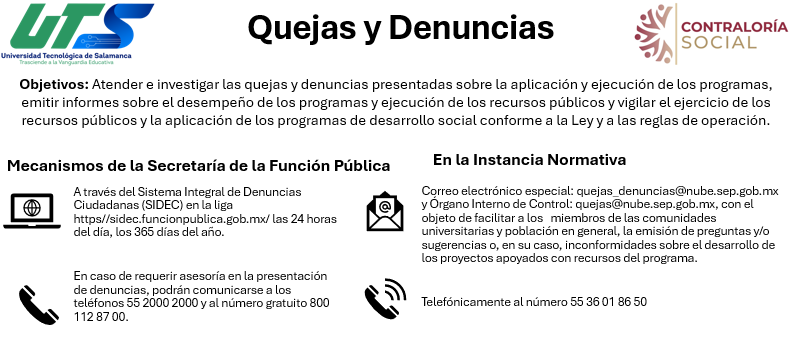 UTS
Universidad Tecnológica de Salamanca
Trasciende a la Vanguardia Educativa
Quejas y Denuncias
CONTRALORÍA
SOCIAL
Objetivos: Atender e investigar las quejas y denuncias presentadas sobre la aplicación y ejecución de los programas,
emitir informes sobre el desempeño de los programas y ejecución de los recursos públicos y vigilar el ejercicio de los
recursos públicos y la aplicación de los programas de desarrollo social conforme a la Ley y a las reglas de operación.
Mecanismos de la Secretaría de la Función Pública
A través del Sistema Integral de Denuncias
Ciudadanas (SIDEC) en la liga
https//sidec.funcionpublica.gob.mx/ las 24 horas
del día, los 365 días del año.
En caso de requerir asesoría en la presentación
de denuncias, podrán comunicarse a los
teléfonos 55 2000 2000 y al número gratuito 800
112 87 00.
En la Instancia Normativa
Correo electrónico especial: quejas_denuncias@nube.sep.gob.mx
y Órgano Interno de Control: quejas@nube.sep.gob.mx, con el
objeto de facilitar a los miembros de las comunidades
universitarias y población en general, la emisión de preguntas y/o
sugerencias o, en su caso, inconformidades sobre el desarrollo de
los proyectos apoyados con recursos del programa.
Telefónicamente al número 55 36 01 86 50